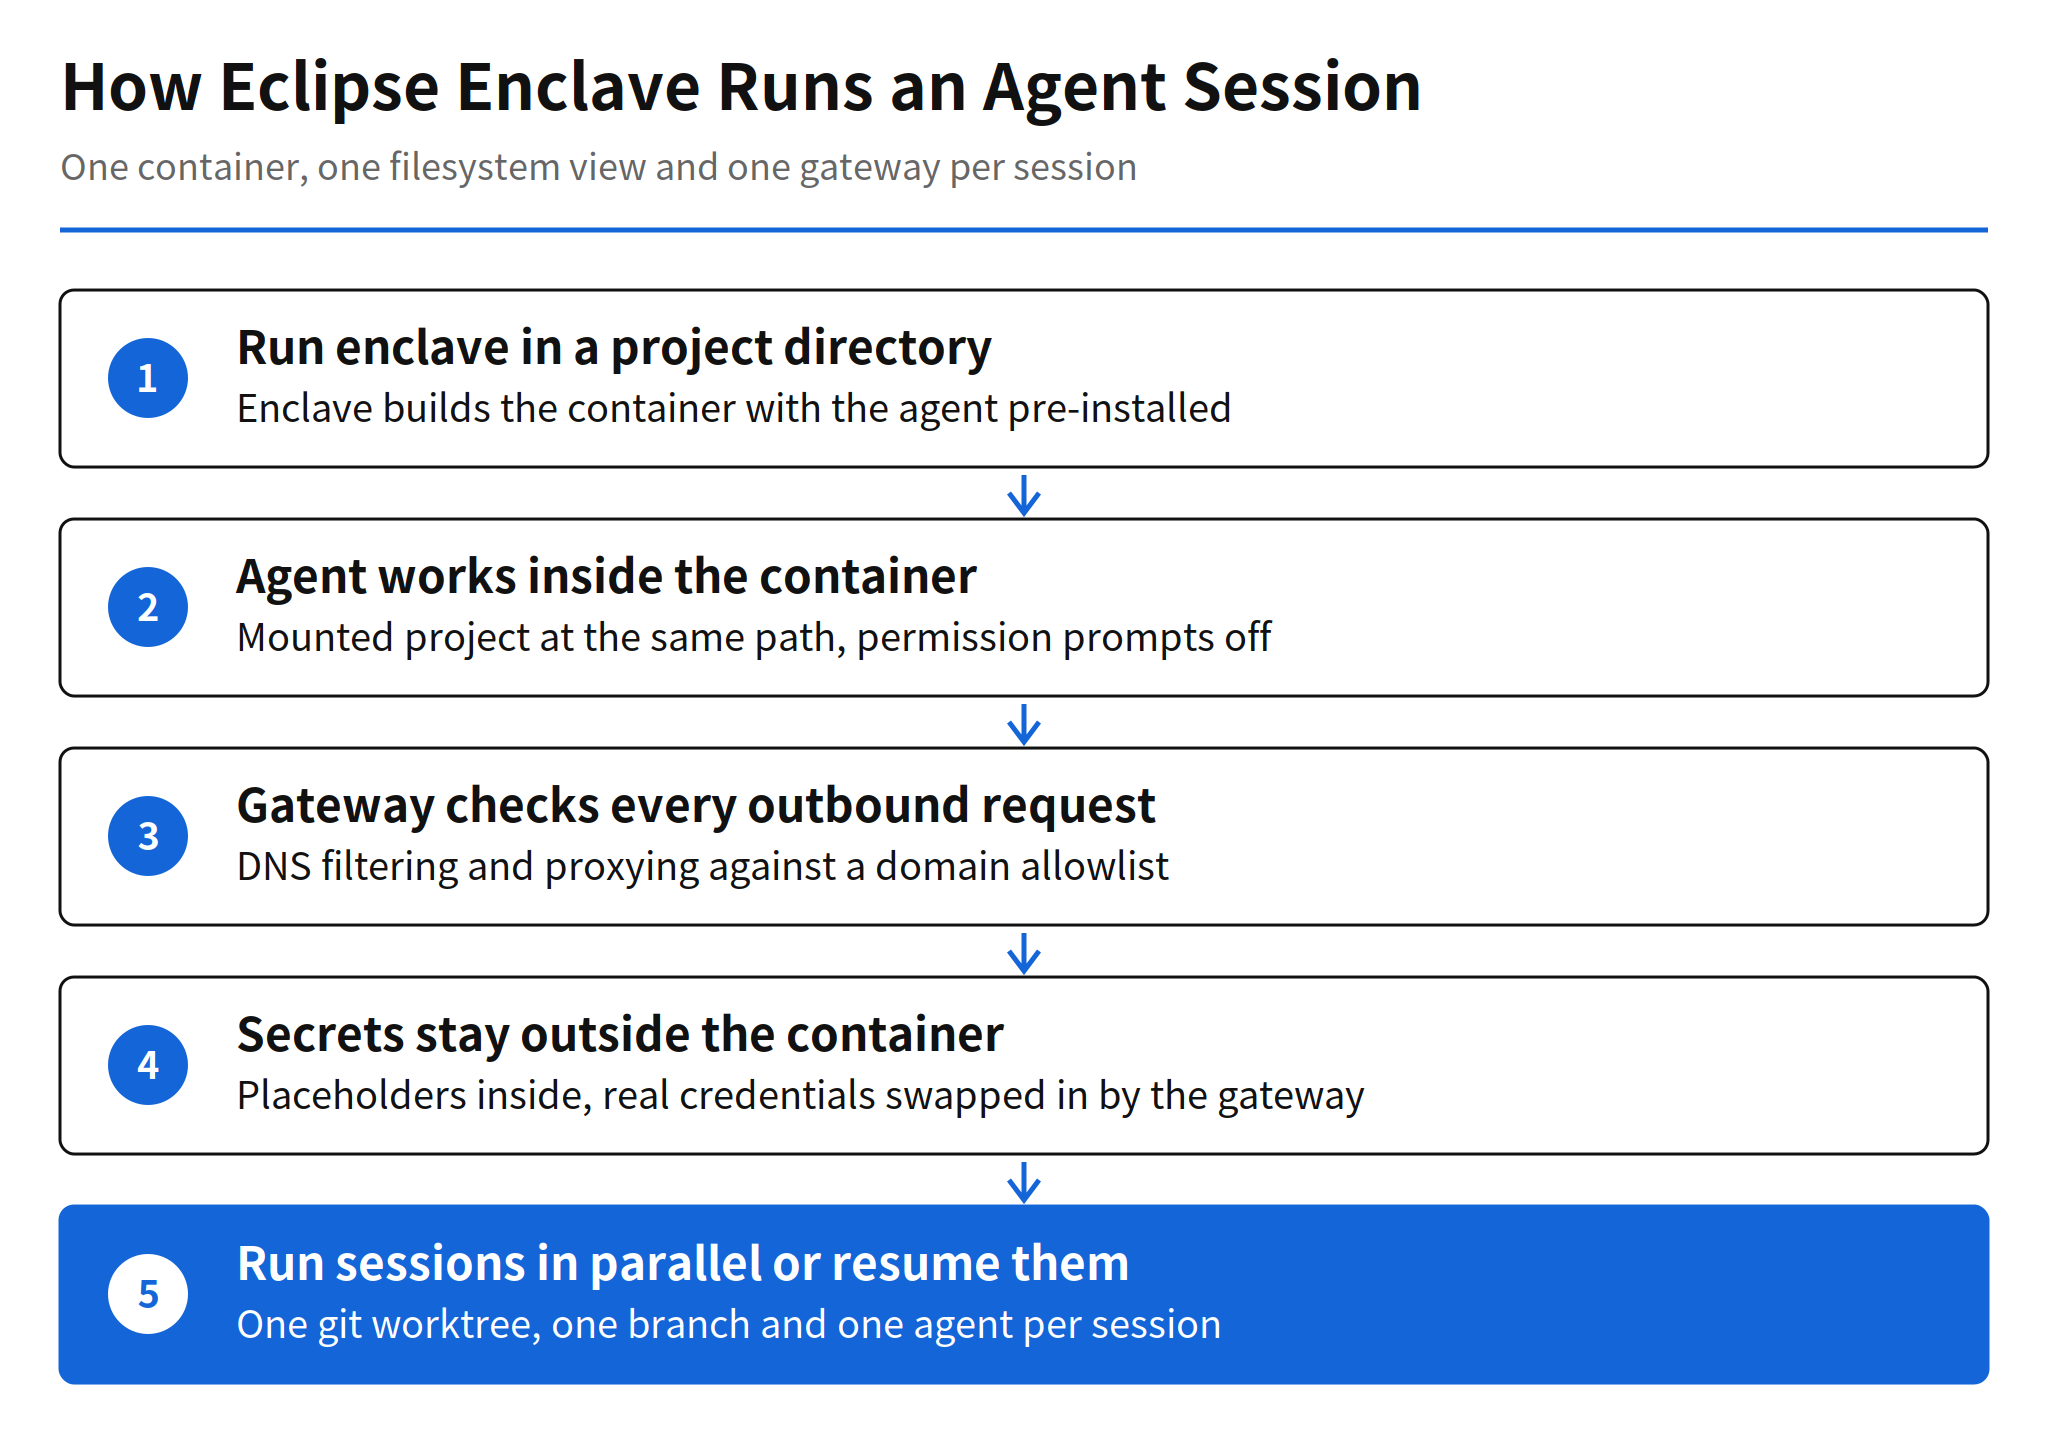 How Eclipse Enclave Runs an Agent Session
One container, one filesystem view and one gateway per session
1
Run enclave in a project directory
Enclave builds the container with the agent pre-installed
2
Agent works inside the container
Mounted project at the same path, permission prompts off
3
Gateway checks every outbound request
DNS filtering and proxying against a domain allowlist
4
Secrets stay outside the container
Placeholders inside, real credentials swapped in by the gateway
5
Run sessions in parallel or resume them
One git worktree, one branch and one agent per session